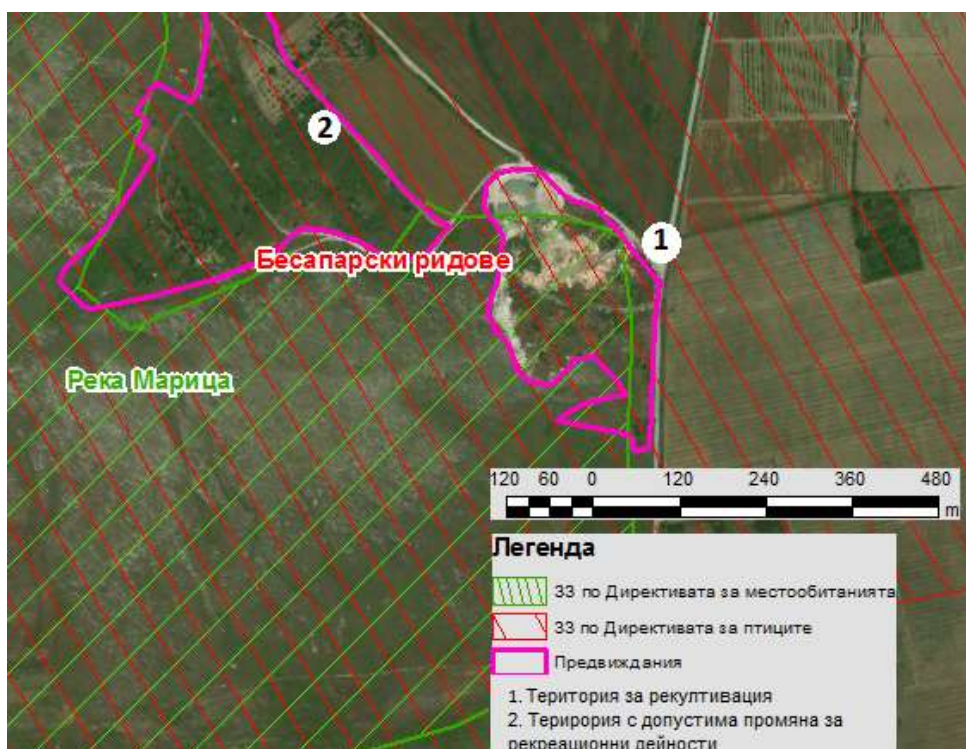 2
1
Бесапарски ридове
Река Марица
120 60 0 120 240 360 480
m
Легенда
ЗЗ по Директивата за местообитанията
ЗЗ по Директивата за птиците
Предвиждания
1. Територия за рекултивация
2. Терирория с допустима промяна за
рекреационни дейности